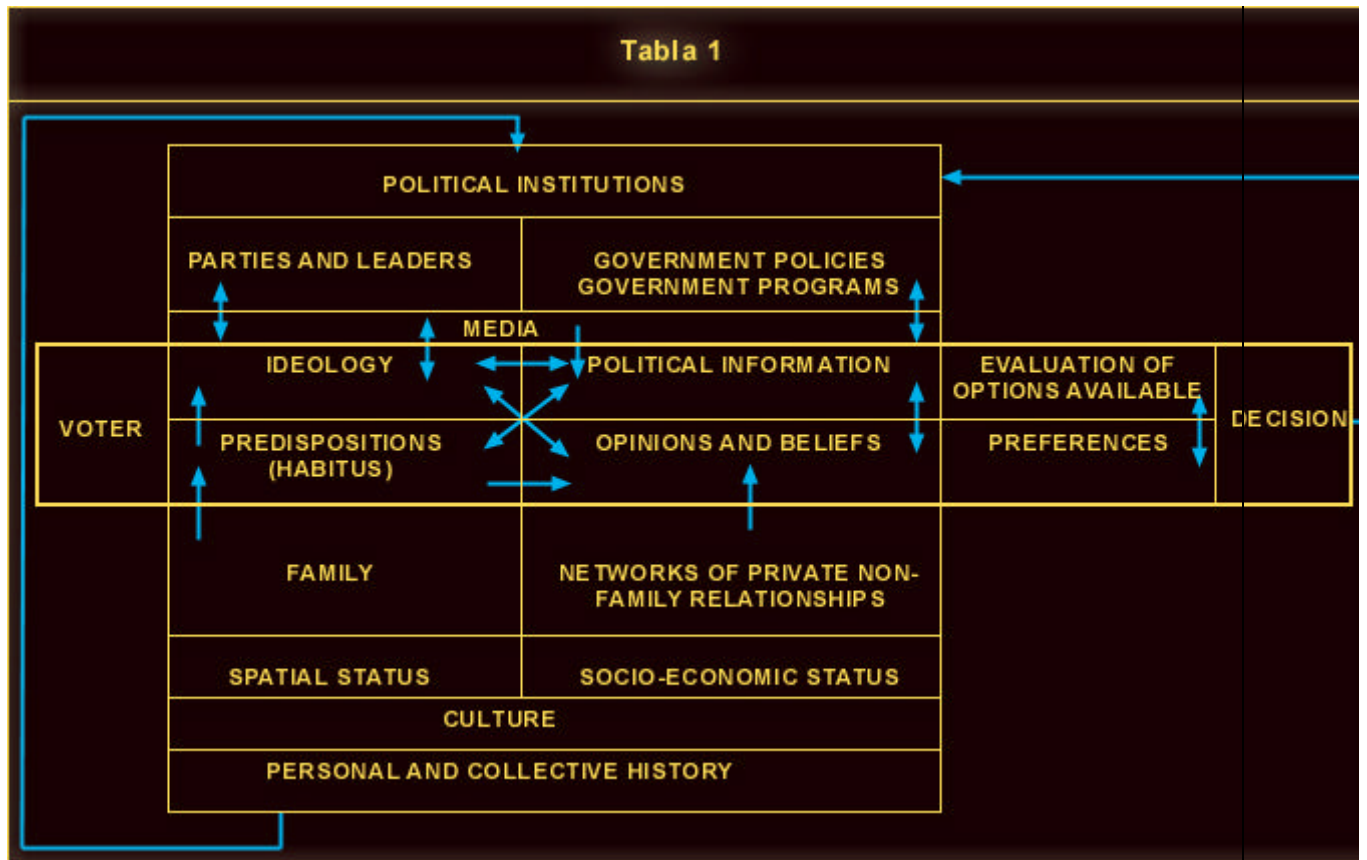 Tabla 1
POLITICAL INSTITUTIONS
PARTIES AND LEADERS
GOVERNMENT POLICIES
GOVERNMENT PROGRAMS
MEDIA
VOTER
IDEOLOGY
POLITICAL INFORMATION
EVALUATION OF
OPTIONS AVAILABLE
DECISION
PREDISPOSITIONS
(HABITUS)
OPINIONS AND BELIEFS
PREFERENCES
FAMILY
NETWORKS OF PRIVATE NON-
FAMILY RELATIONSHIPS
SPATIAL STATUS
SOCIO-ECONOMIC STATUS
CULTURE
PERSONAL AND COLLECTIVE HISTORY